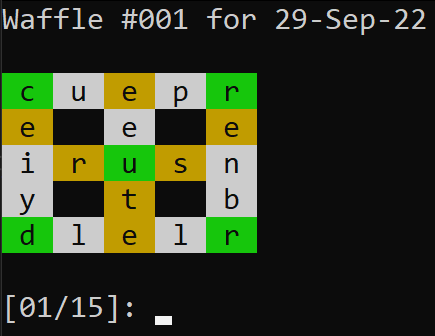 Waffle #001 for 29-Sep-22
c u e p r
e e e
i r u s n
y t b
d l e l r
[01/15]: